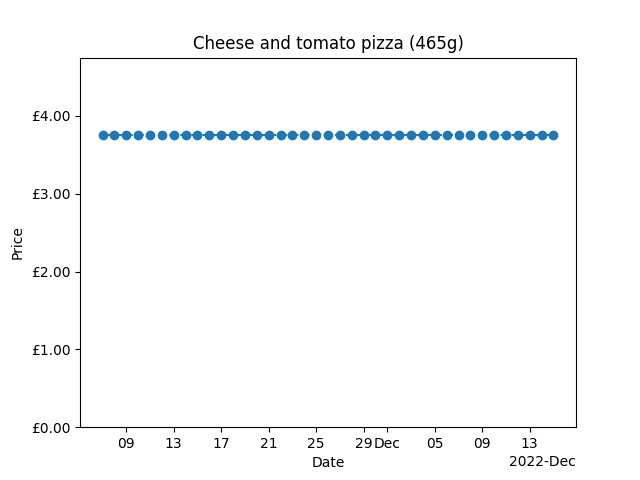 Cheese and tomato pizza (465g)
£4.00
£3.00
£2.00
£1.00
£0.00
Price
09 13 17 21 25 29 Dec 05 09 13
Date
2022-Dec